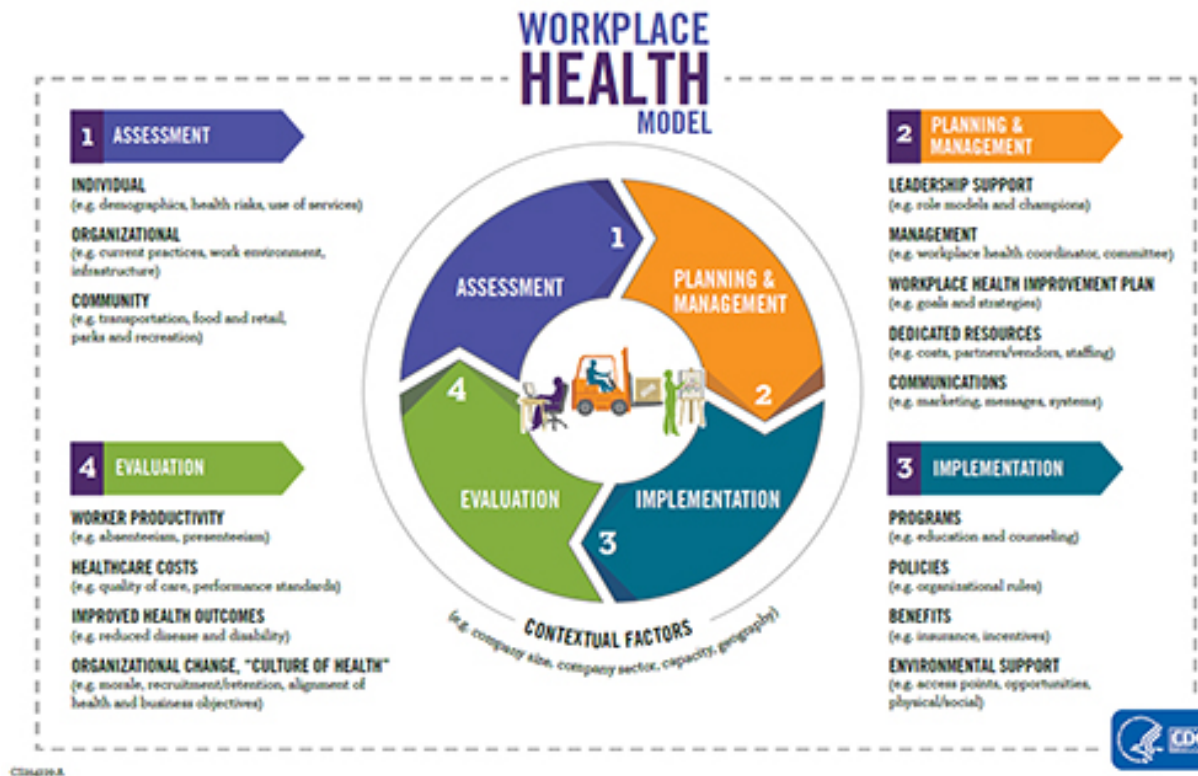 WORKPLACE
HEALTH
MODEL
1 ASSESSMENT
INDIVIDUAL
(e.g. demographics, health risks, use of services)
ORGANIZATIONAL
(e.g. current practices, work environment,
infrastructure)
COMMUNITY
(e.g. transportation, food and retail,
parks and recreation)
2 PLANNING &
MANAGEMENT
LEADERSHIP SUPPORT
(e.g. role models and champions)
MANAGEMENT
(e.g. workplace health coordinator, committee)
WORKPLACE HEALTH IMPROVEMENT PLAN
(e.g. goals and strategies)
DEDICATED RESOURCES
(e.g. costs, partners/vendors, staffing)
COMMUNICATIONS
(e.g. marketing, messages, systems)
1
ASSESSMENT
PLANNING &
MANAGEMENT
2
4
EVALUATION
IMPLEMENTATION
3
CONTEXTUAL FACTORS
(e.g. company size, company sector, capacity, geography)
4 EVALUATION
WORKER PRODUCTIVITY
(e.g. absenteeism, presenteeism)
HEALTHCARE COSTS
(e.g. quality of care, performance standards)
IMPROVED HEALTH OUTCOMES
(e.g. reduced disease and disability)
ORGANIZATIONAL CHANGE, “CULTURE OF HEALTH”
(e.g. morale, recruitment/retention, alignment of
health and business objectives)
3 IMPLEMENTATION
PROGRAMS
(e.g. education and counseling)
POLICIES
(e.g. organizational rules)
BENEFITS
(e.g. insurance, incentives)
ENVIRONMENTAL SUPPORT
(e.g. access points, opportunities,
physical/social)